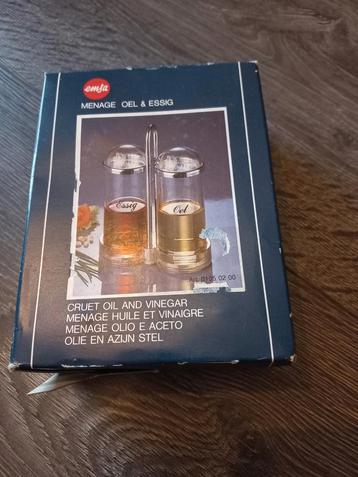 emsa
MENAGE OEL & ESSIG
Essig
Oel
CRUET OIL AND VINEGAR
MENAGE HUILE ET VINAIGRE
MENAGE OLIO E ACETO
OLIE EN AZIJN STEL